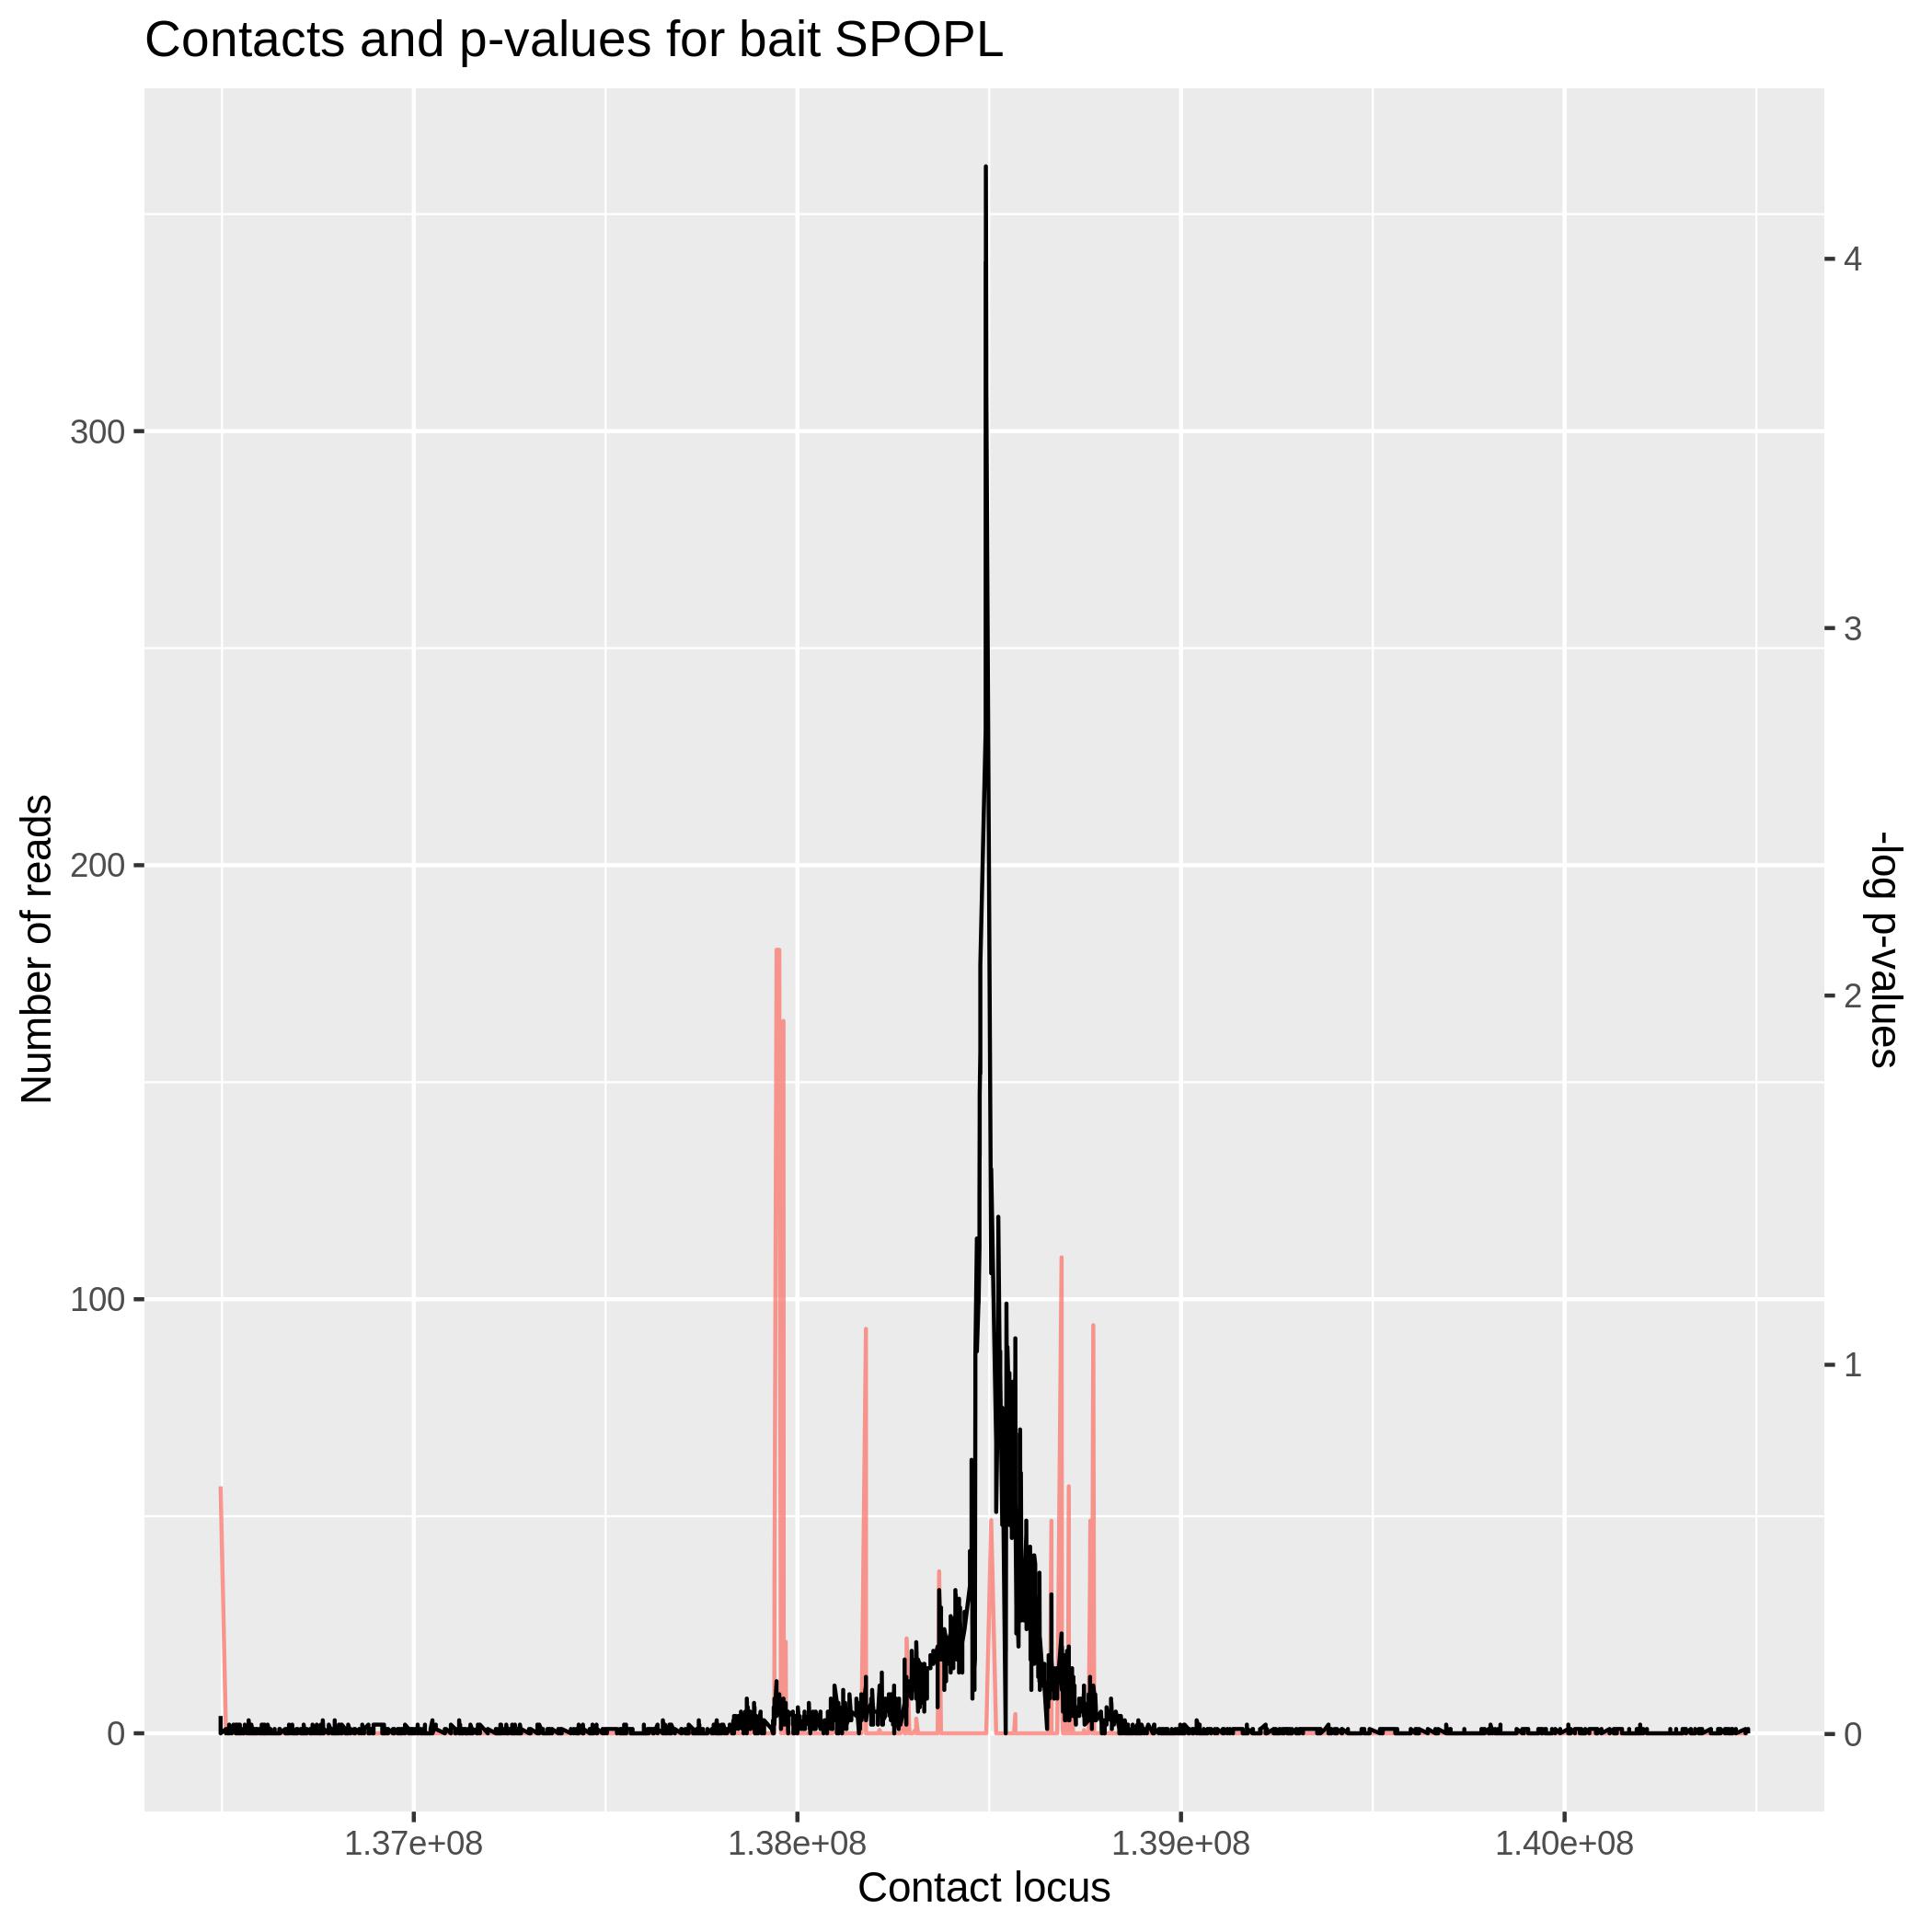 Contacts and p-values for bait SPOPL
Number of reads
300
200
100
0
4
3
2
1
0
-log p-values
1.37e+08
1.38e+08
1.39e+08
1.40e+08
Contact locus